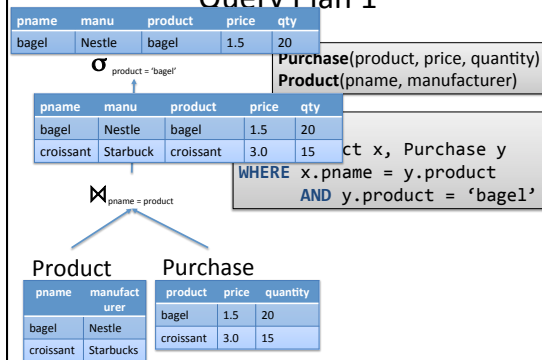 Query Plan 1
pname manu product price qty
bagel Nestle bagel 1.5 20
σ product = 'bagel'
Purchase(product, price, quantity)
Product(pname, manufacturer)
pname manu product price qty
bagel Nestle bagel 1.5 20
croissant Starbuck croissant 3.0 15
x, Purchase y
WHERE x.pname = y.product
AND y.product = ‘bagel’
⋈ pname = product
Product
pname manufact
urer
bagel Nestle
croissant Starbucks
Purchase
product price quantity
bagel 1.5 20
croissant 3.0 15